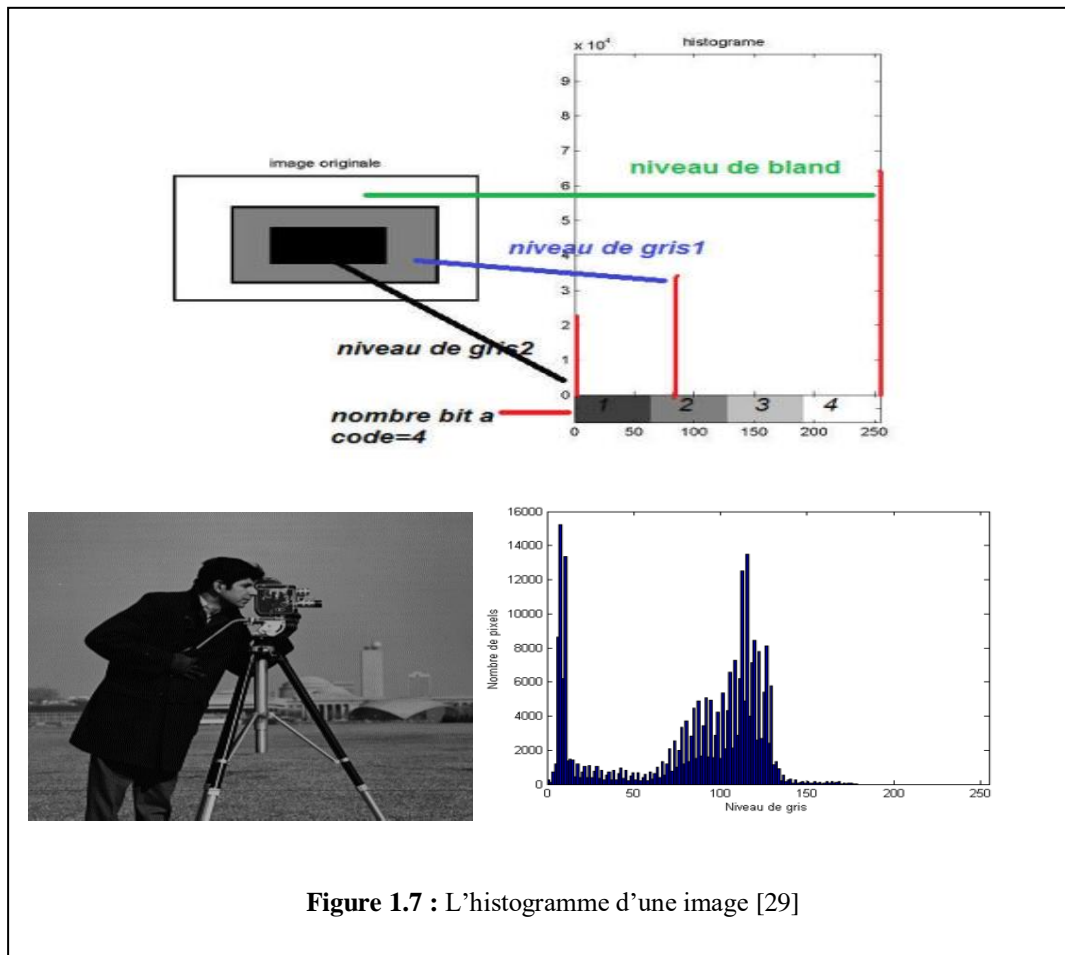 x 10⁴
histograme
9
8
7
6
5
4
3
2
1
0
image originale
niveau de bland
niveau de gris1
niveau de gris2
nombre bit a
code=4
1 2 3 4
0 50 100 150 200 250
16000
14000
12000
10000
8000
6000
4000
2000
0
Nombre de pixels
0 50 100 150 200 250
Niveau de gris
Figure 1.7 : L’histogramme d’une image [29]